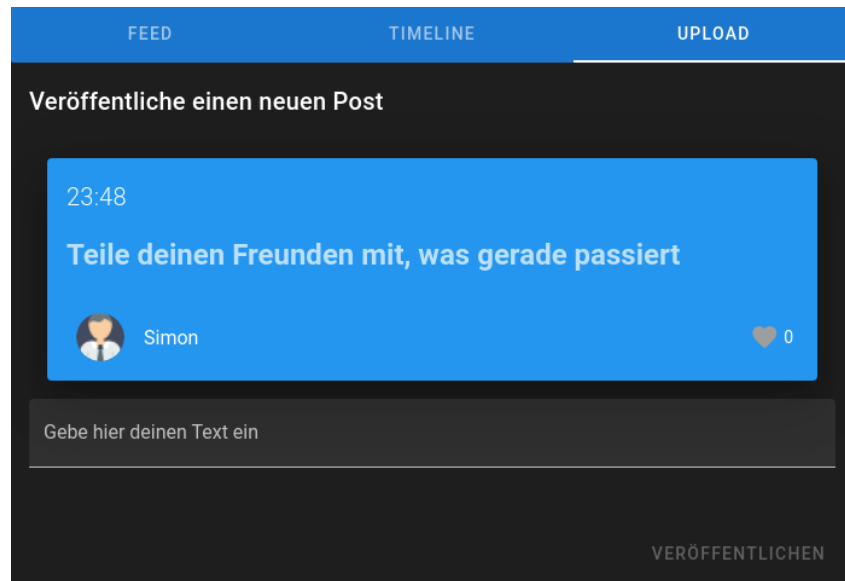 FEED TIMELINE UPLOAD
Veröffentliche einen neuen Post
23:48
Teile deinen Freunden mit, was gerade passiert
Simon 0
Gebe hier deinen Text ein
VERÖFFENTLICHEN